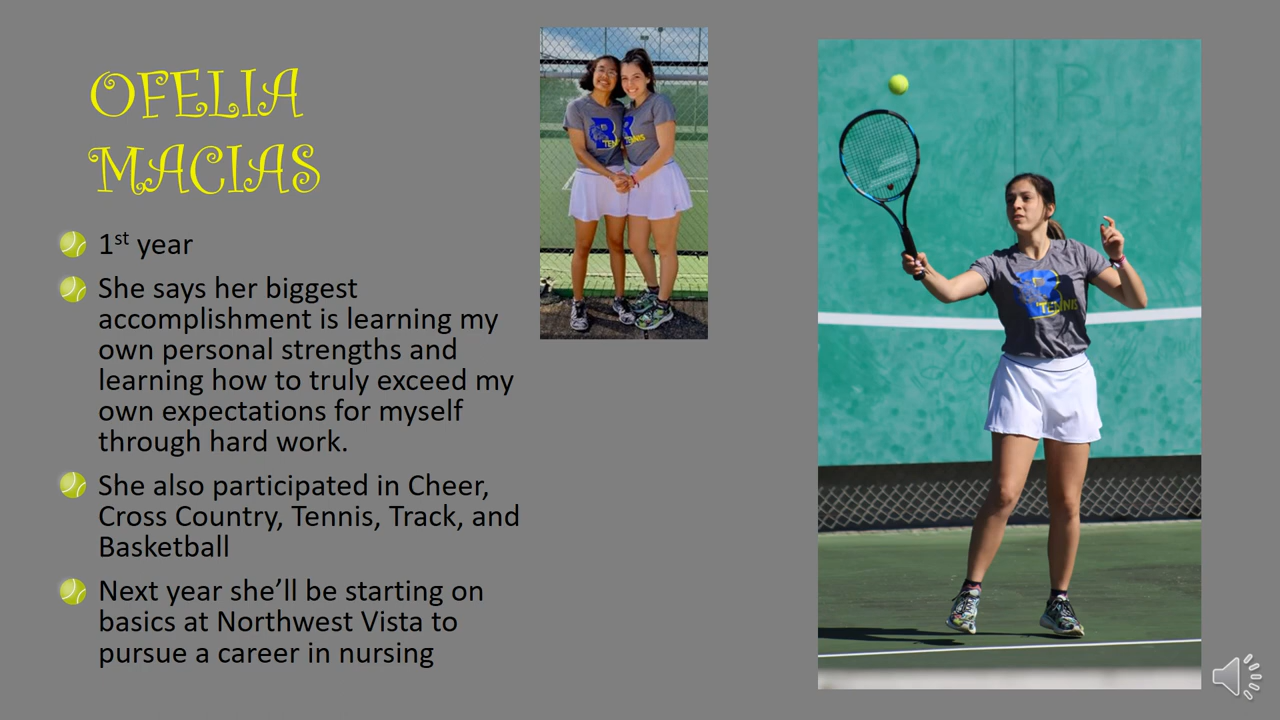 OFELIA
MACIAS
1st year
She says her biggest
accomplishment is learning my
own personal strengths and
learning how to truly exceed my
own expectations for myself
through hard work.
She also participated in Cheer,
Cross Country, Tennis, Track, and
Basketball
Next year she’ll be starting on
basics at Northwest Vista to
pursue a career in nursing
B
TENNIS
B
TENNIS